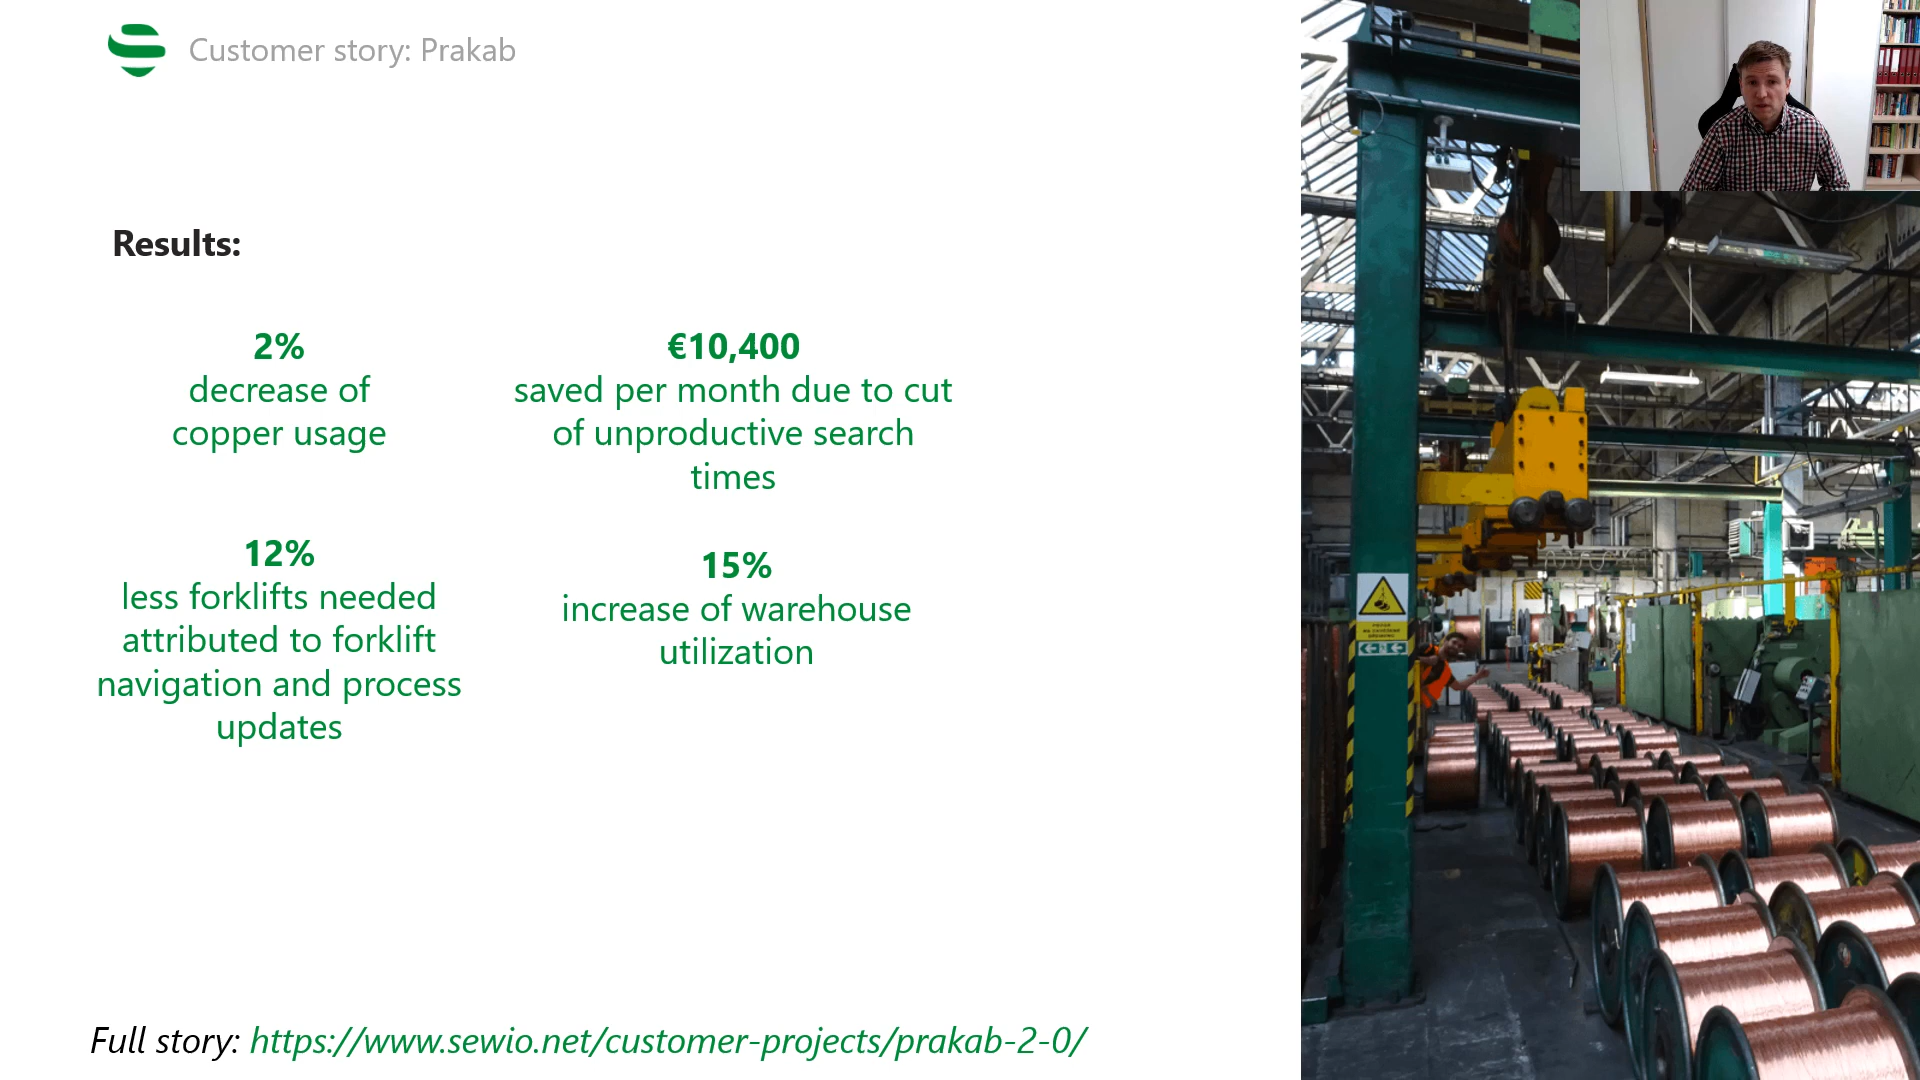 Customer story: Prakab
Results:
2%
decrease of
copper usage
€10,400
saved per month due to cut
of unproductive search
times
12%
less forklifts needed
attributed to forklift
navigation and process
updates
15%
increase of warehouse
utilization
Full story: https://www.sewio.net/customer-projects/prakab-2-0/